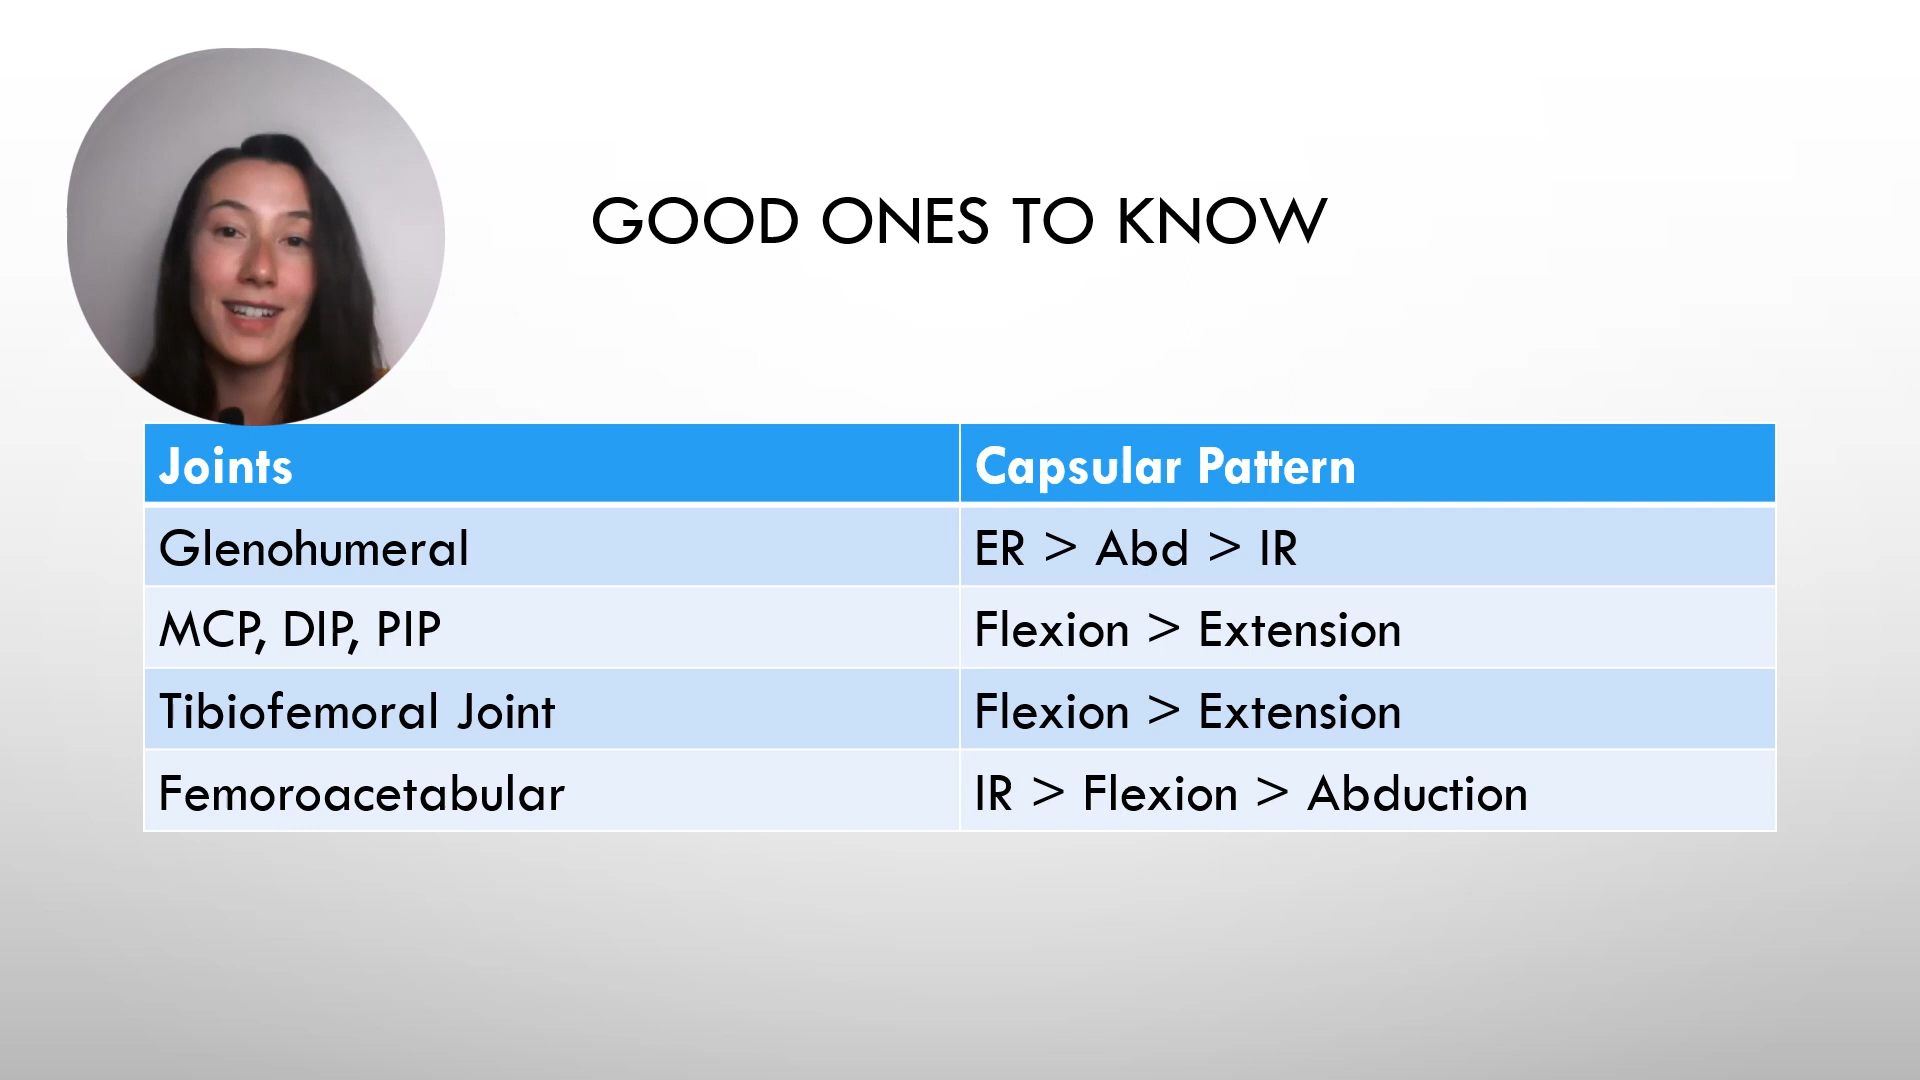 GOOD ONES TO KNOW
Joints Capsular Pattern
Glenohumeral ER > Abd > IR
MCP, DIP, PIP Flexion > Extension
Tibiofemoral Joint Flexion > Extension
Femoroacetabular IR > Flexion > Abduction